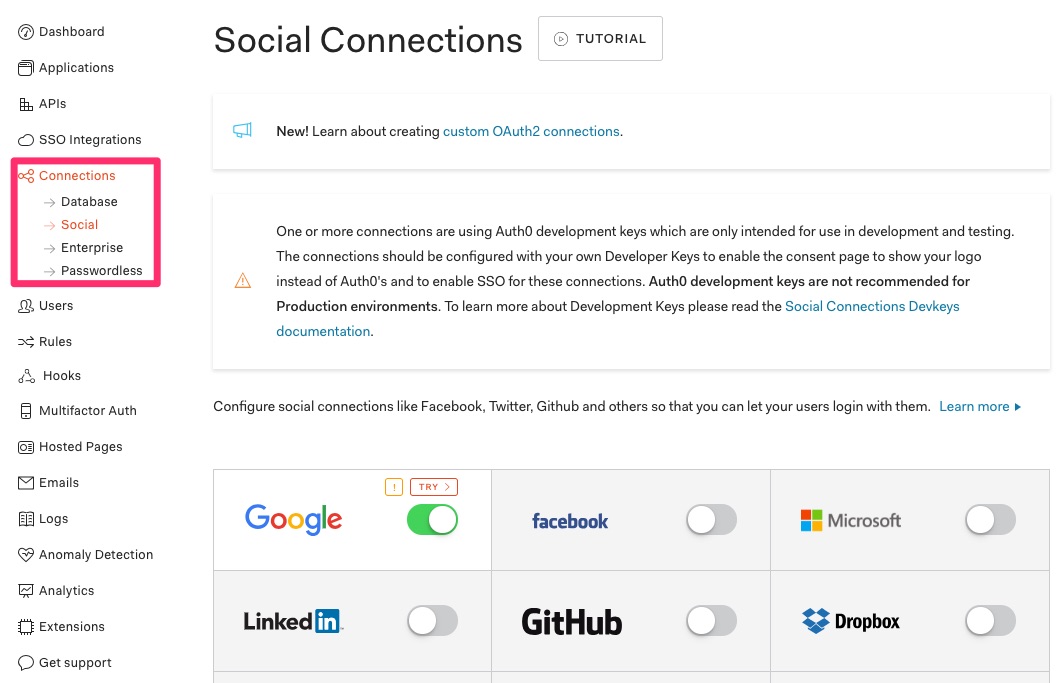 Dashboard
Applications
APIs
SSO Integrations
Connections
Database
Social
Enterprise
Passwordless
Users
Rules
Hooks
Multifactor Auth
Hosted Pages
Emails
Logs
Anomaly Detection
Analytics
Extensions
Get support
Social Connections
TUTORIAL
New! Learn about creating custom OAuth2 connections.
One or more connections are using Auth0 development keys which are only intended for use in development and testing.
The connections should be configured with your own Developer Keys to enable the consent page to show your logo
instead of Auth0's and to enable SSO for these connections. Auth0 development keys are not recommended for
Production environments. To learn more about Development Keys please read the Social Connections Devkeys
documentation.
Configure social connections like Facebook, Twitter, Github and others so that you can let your users login with them. Learn more
! TRY
Google
facebook
Microsoft
Linked in
GitHub
Dropbox